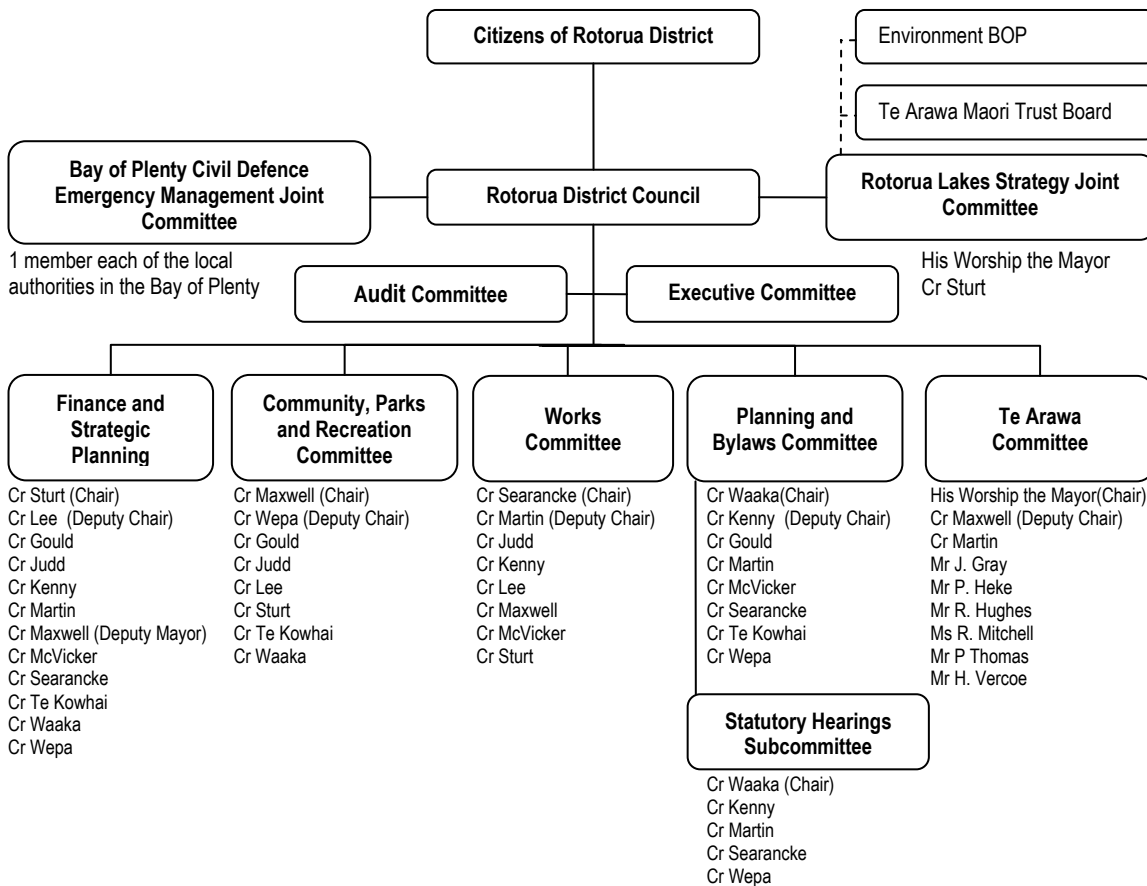 Citizens of Rotorua District
Environment BOP
Te Arawa Maori Trust Board
Bay of Plenty Civil Defence
Emergency Management Joint
Committee
Rotorua District Council
Rotorua Lakes Strategy Joint
Committee
1 member each of the local
authorities in the Bay of Plenty
His Worship the Mayor
Cr Sturt
Audit Committee
Executive Committee
Finance and
Strategic
Planning
Cr Sturt (Chair)
Cr Lee  (Deputy Chair)
Cr Gould
Cr Judd
Cr Kenny
Cr Martin
Cr Maxwell (Deputy Mayor)
Cr McVicker
Cr Searancke
Cr Te Kowhai
Cr Waaka
Cr Wepa
Community, Parks
and Recreation
Committee
Cr Maxwell (Chair)
Cr Wepa (Deputy Chair)
Cr Gould
Cr Judd
Cr Lee
Cr Sturt
Cr Te Kowhai
Cr Waaka
Works
Committee
Cr Searancke (Chair)
Cr Martin (Deputy Chair)
Cr Judd
Cr Kenny
Cr Lee
Cr Maxwell
Cr McVicker
Cr Sturt
Planning and
Bylaws Committee
Cr Waaka(Chair)
Cr Kenny  (Deputy Chair)
Cr Gould
Cr Martin
Cr McVicker
Cr Searancke
Cr Te Kowhai
Cr Wepa
Statutory Hearings
Subcommittee
Cr Waaka (Chair)
Cr Kenny
Cr Martin
Cr Searancke
Cr Wepa
Te Arawa
Committee
His Worship the Mayor(Chair)
Cr Maxwell (Deputy Chair)
Cr Martin
Mr J. Gray
Mr P. Heke
Mr R. Hughes
Ms R. Mitchell
Mr P Thomas
Mr H. Vercoe